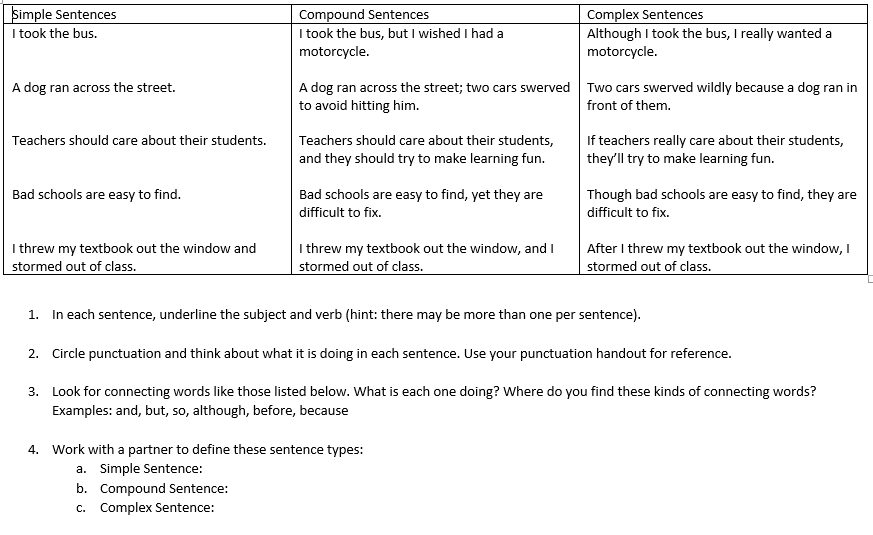 Simple Sentences
Compound Sentences
Complex Sentences
I took the bus.
I took the bus, but I wished I had a
motorcycle.
Although I took the bus, I really wanted a
motorcycle.
A dog ran across the street.
A dog ran across the street; two cars swerved
to avoid hitting him.
Two cars swerved wildly because a dog ran in
front of them.
Teachers should care about their students.
Teachers should care about their students,
and they should try to make learning fun.
If teachers really care about their students,
they’ll try to make learning fun.
Bad schools are easy to find.
Bad schools are easy to find, yet they are
difficult to fix.
Though bad schools are easy to find, they are
difficult to fix.
I threw my textbook out the window and
stormed out of class.
I threw my textbook out the window, and I
stormed out of class.
After I threw my textbook out the window, I
stormed out of class.
1. In each sentence, underline the subject and verb (hint: there may be more than one per sentence).
2. Circle punctuation and think about what it is doing in each sentence. Use your punctuation handout for reference.
3. Look for connecting words like those listed below. What is each one doing? Where do you find these kinds of connecting words?
Examples: and, but, so, although, before, because
4. Work with a partner to define these sentence types:
a. Simple Sentence:
b. Compound Sentence:
c. Complex Sentence: